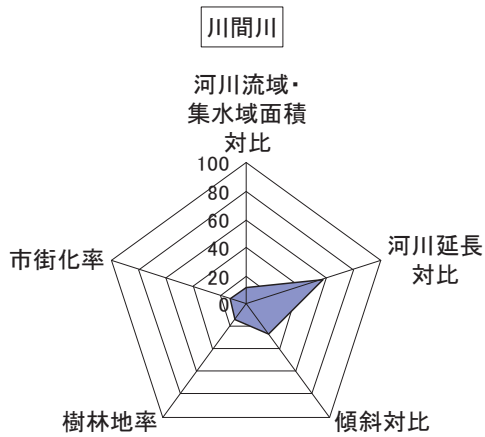 川間川
河川流域・
集水域面積
対比
100
80
60
40
20
0
河川延長
対比
市街化率
樹林地率
傾斜対比